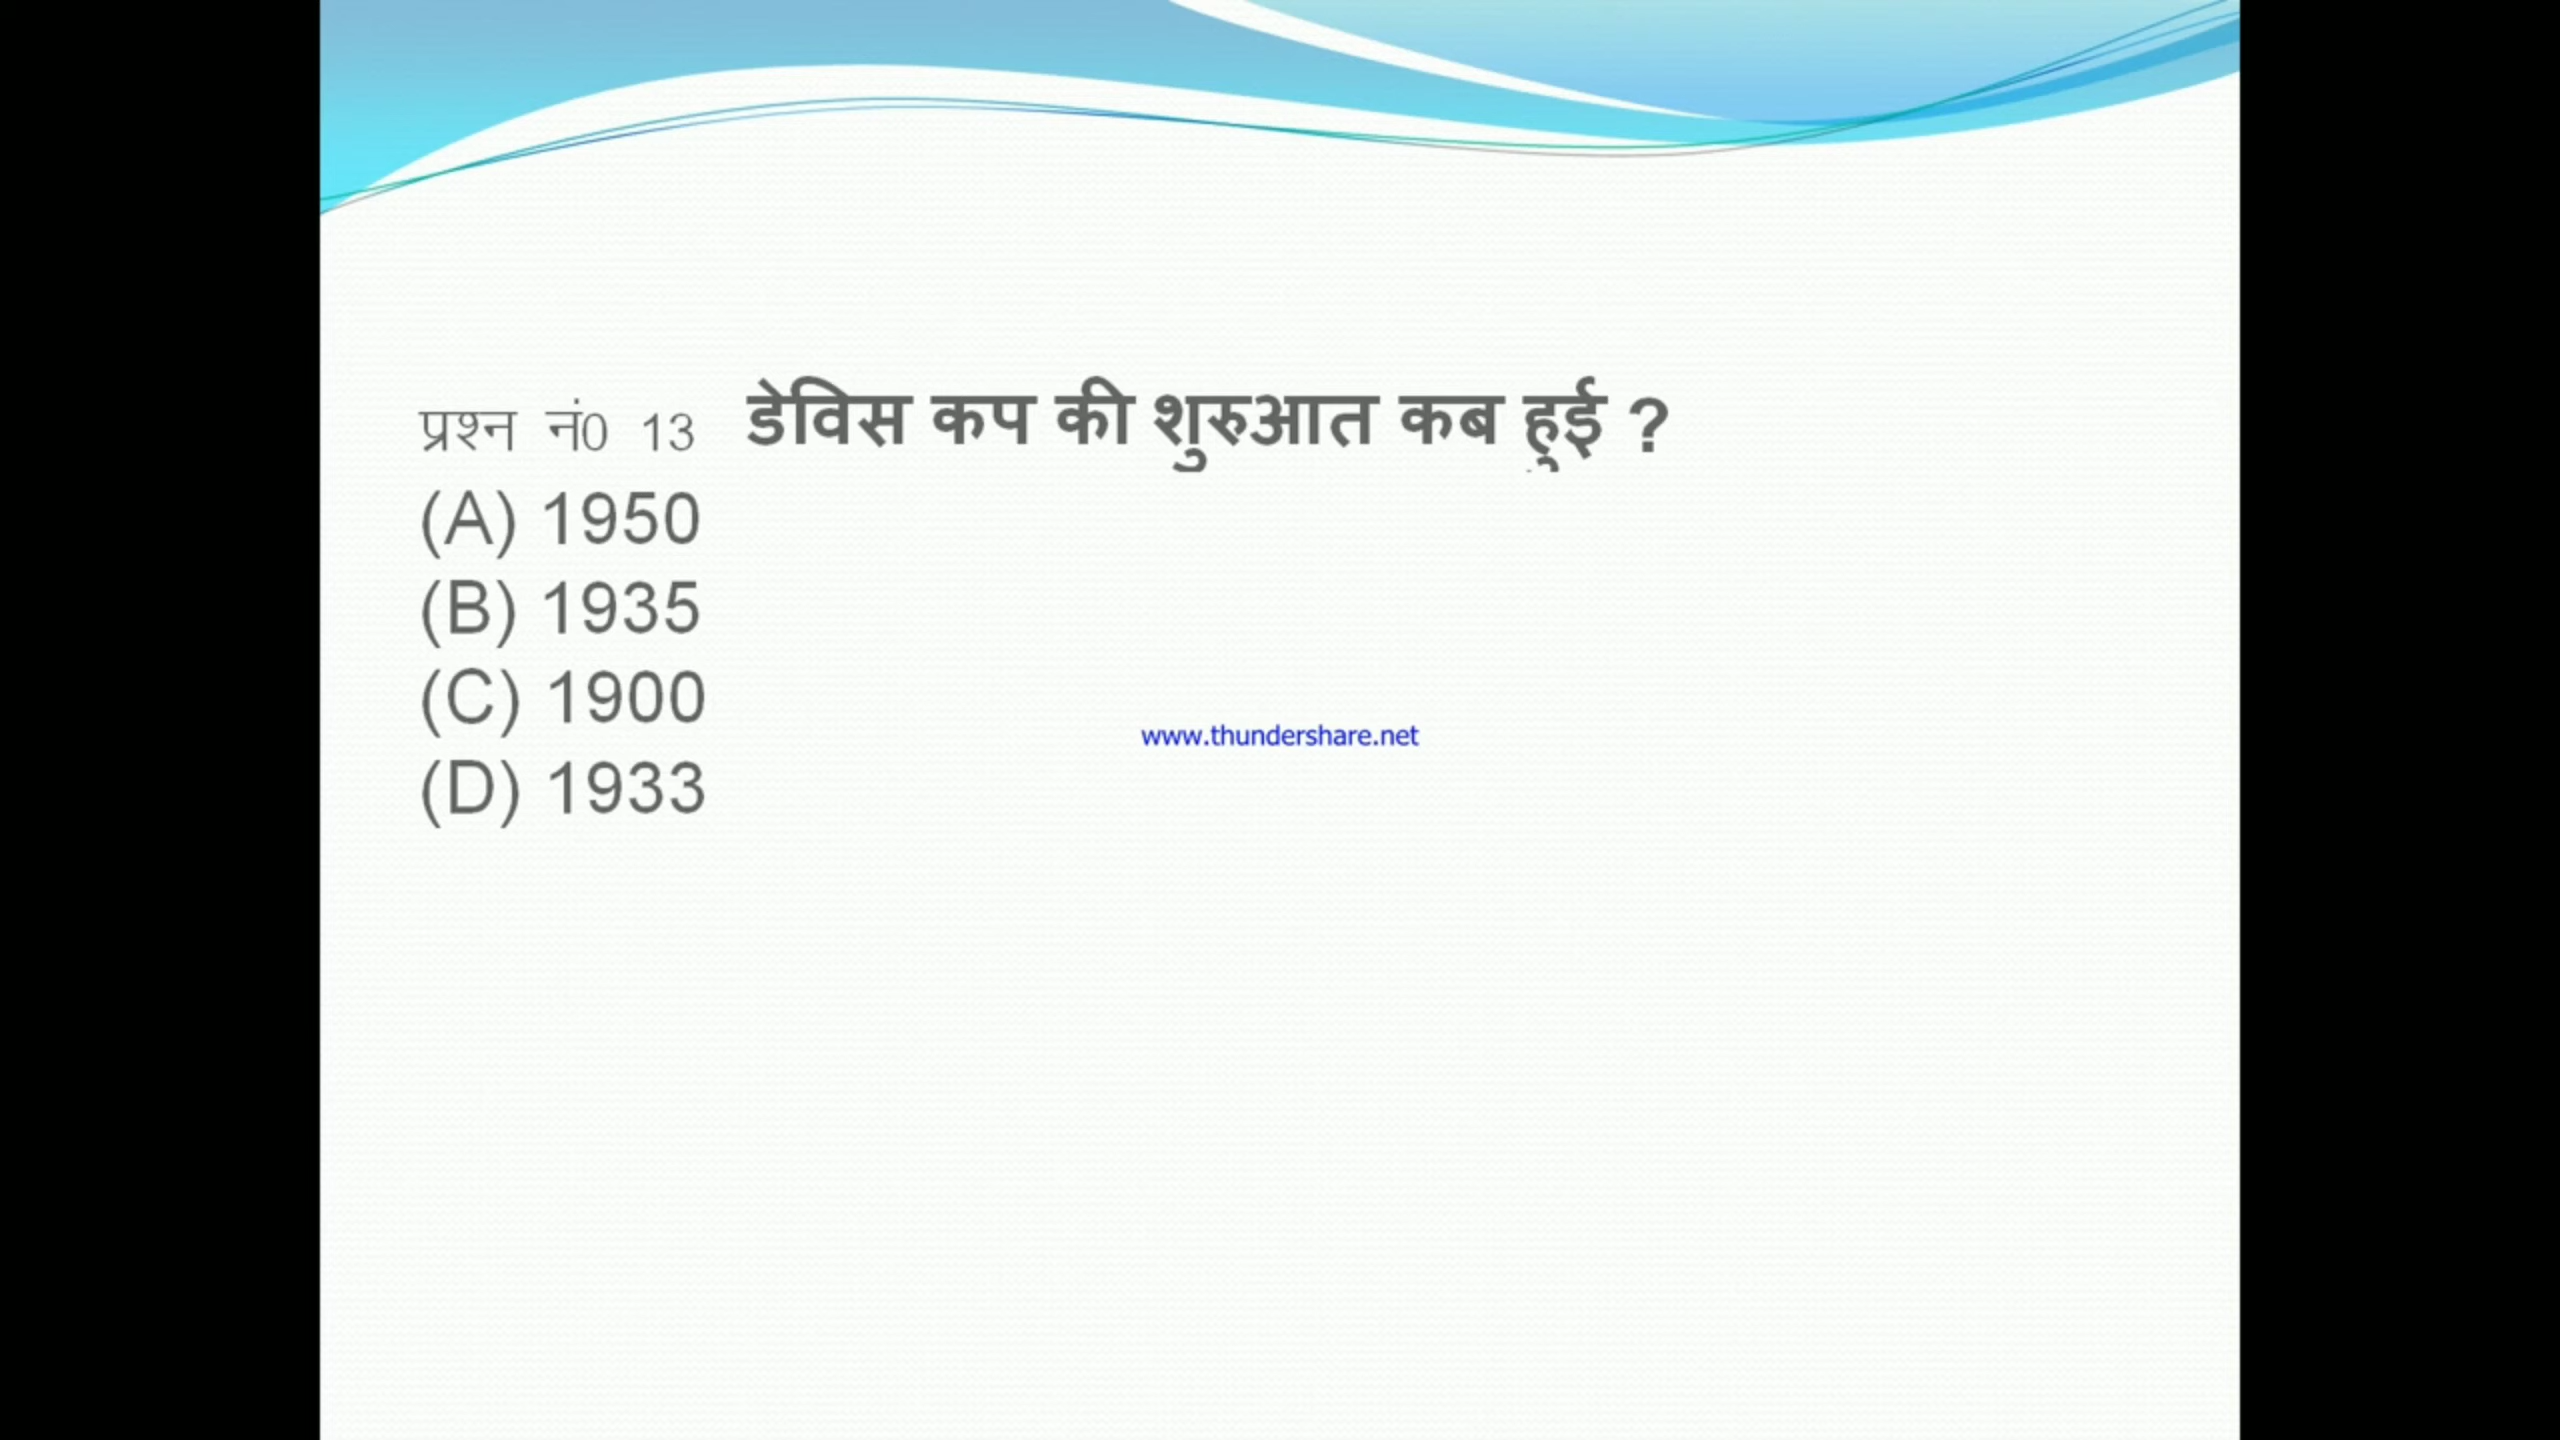 प्रश्न नं0 13 डेविस कप की शुरुआत कब हुई ?
(A) 1950
(B) 1935
(C) 1900
(D) 1933
www.thundershare.net